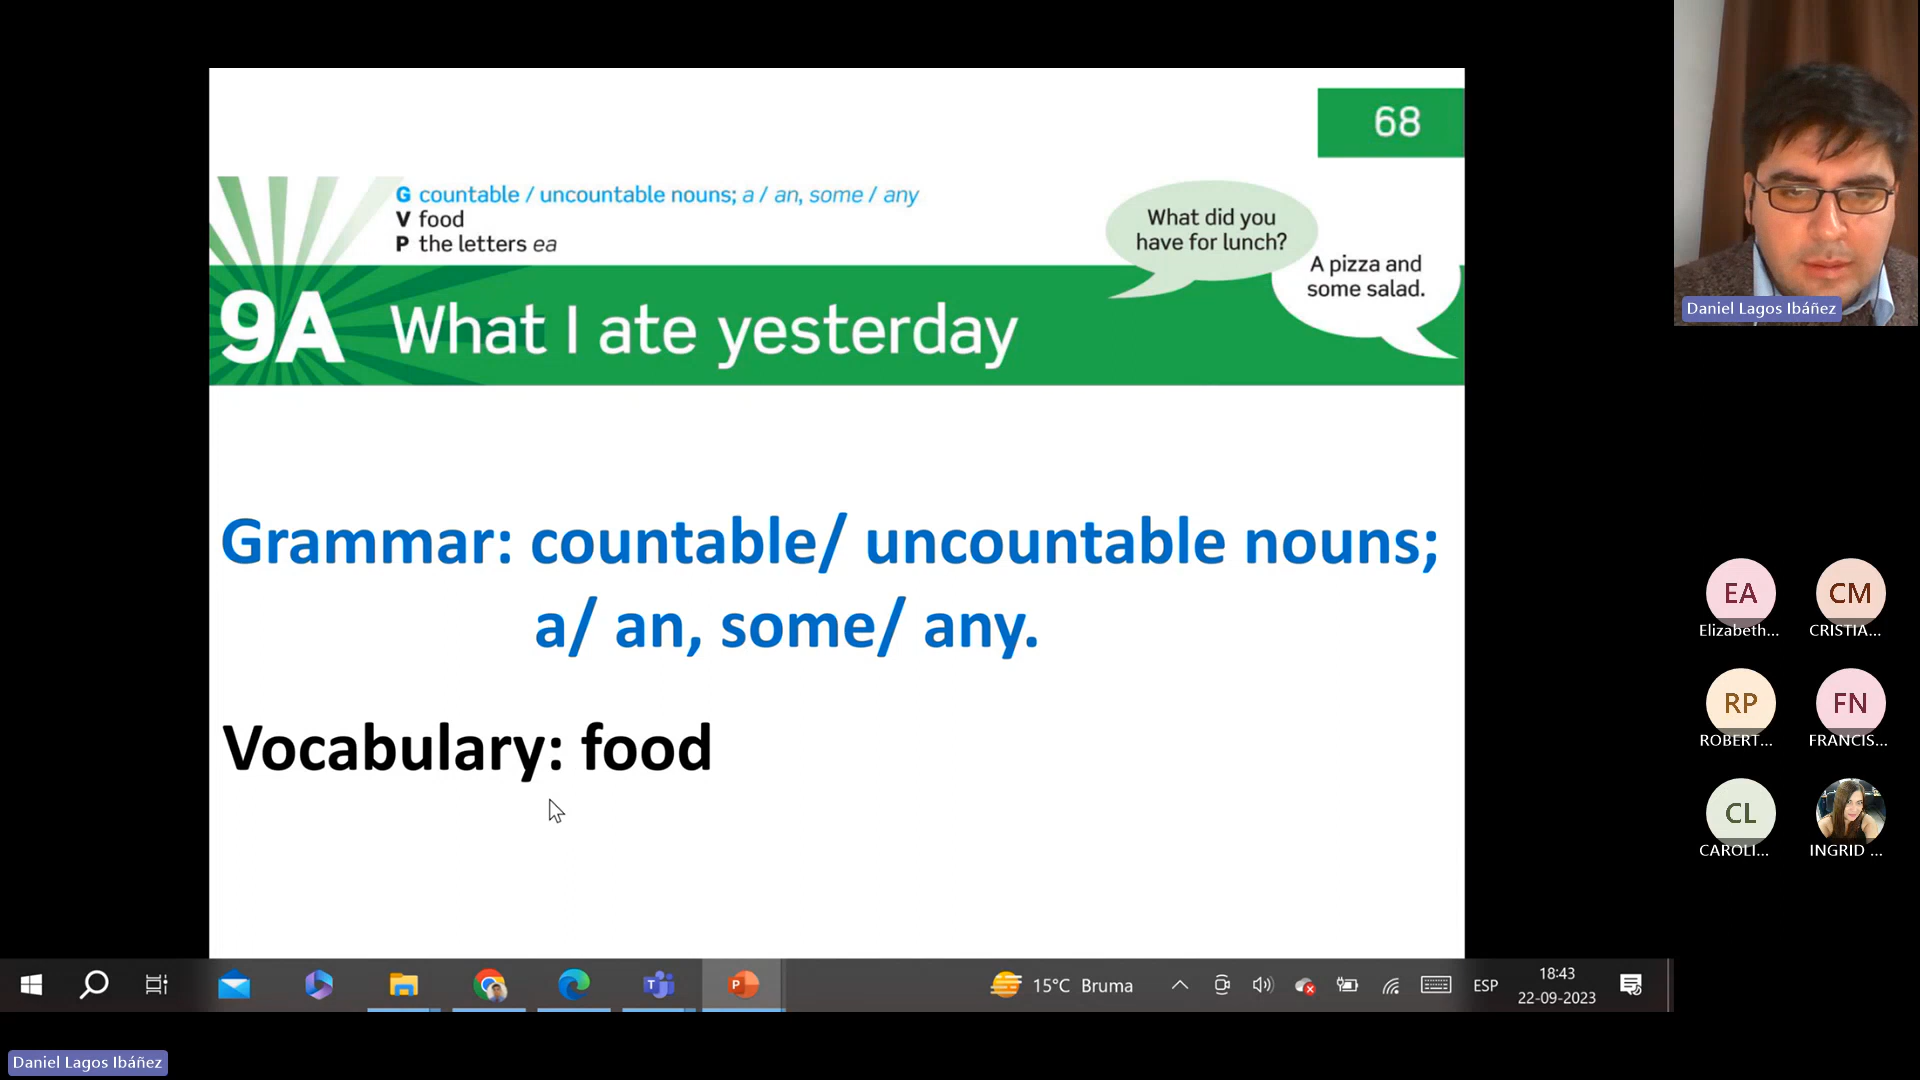 68
G countable / uncountable nouns; a / an, some / any
V food
P the letters ea
What did you
have for lunch?
A pizza and
some salad.
9A What I ate yesterday
Grammar: countable/ uncountable nouns;
a/ an, some/ any.
Vocabulary: food
Daniel Lagos Ibáñez
EA
Elizabeth...
CM
CRISTIA...
RP
ROBERT...
FN
FRANCIS...
CL
CAROLI...
INGRID ...
15°C Bruma
ESP
18:43
22-09-2023
Daniel Lagos Ibáñez